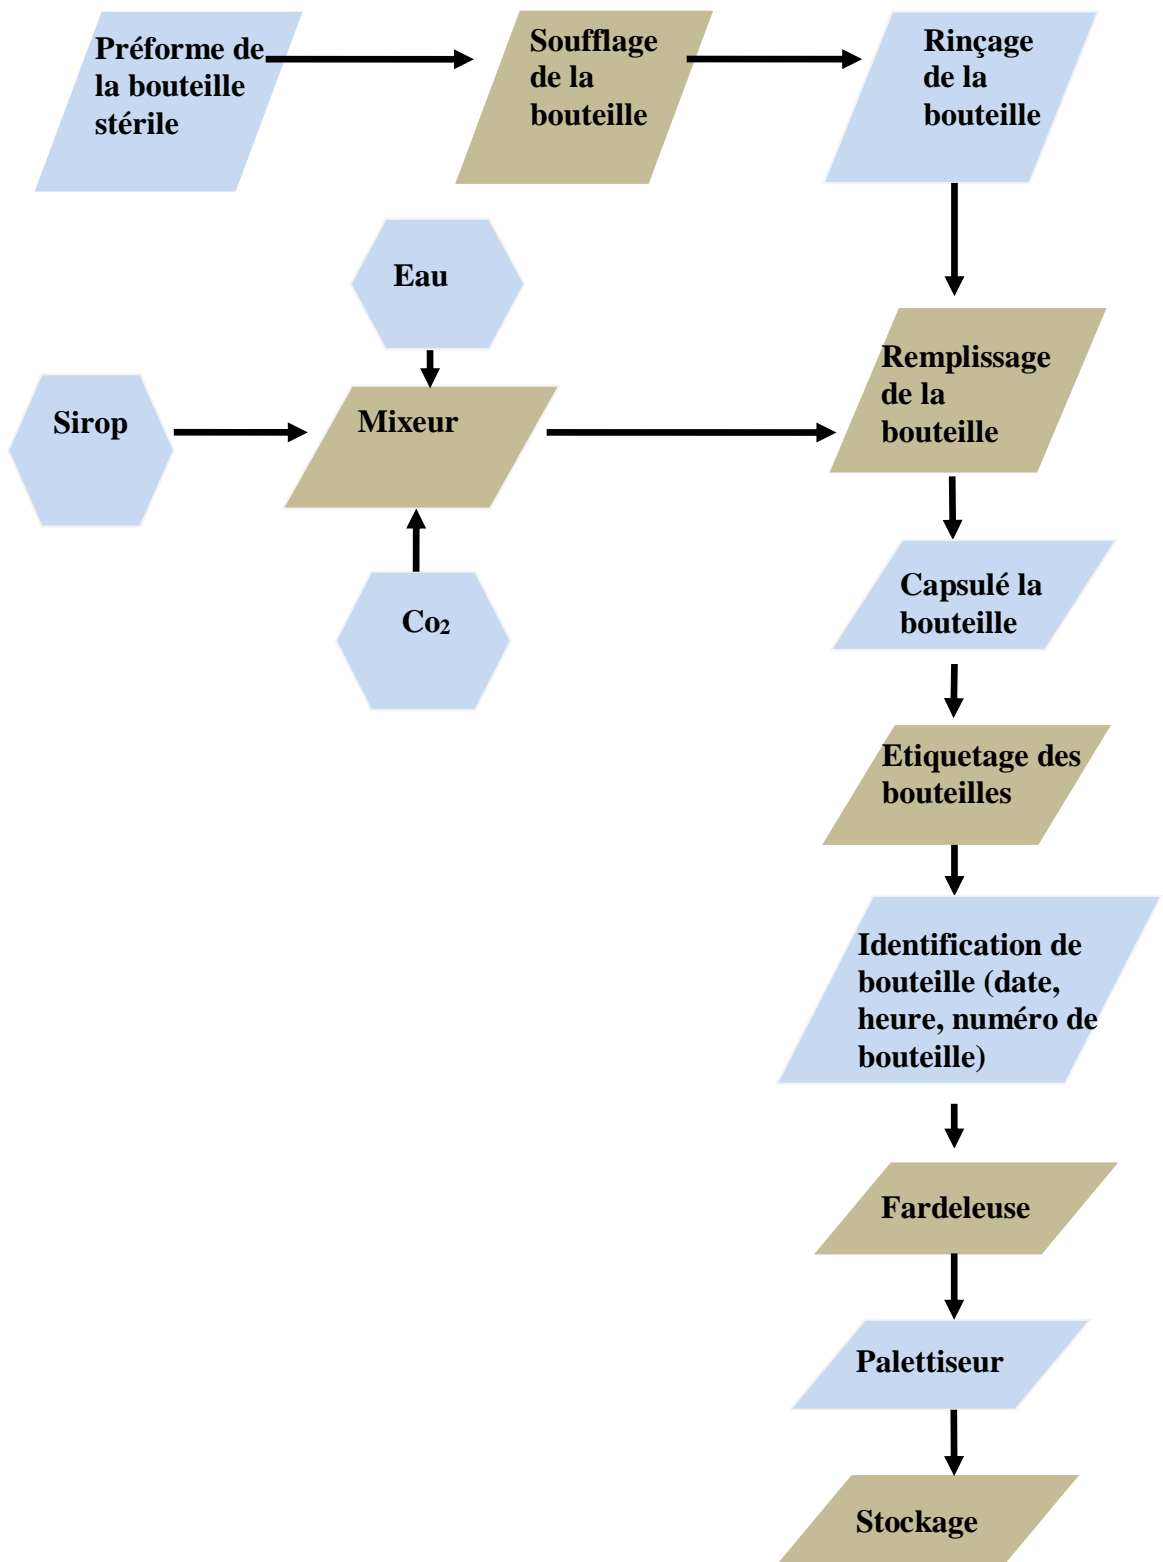 Préforme de
la bouteille
stérile
Soufflage
de la
bouteille
Rinçage
de la
bouteille
Eau
Sirop
Mixeur
Co₂
Remplissage
de la
bouteille
Capsulé la
bouteille
Etiquetage des
bouteilles
Identification de
bouteille (date,
heure, numéro de
bouteille)
Fardeleuse
Palettiseur
Stockage